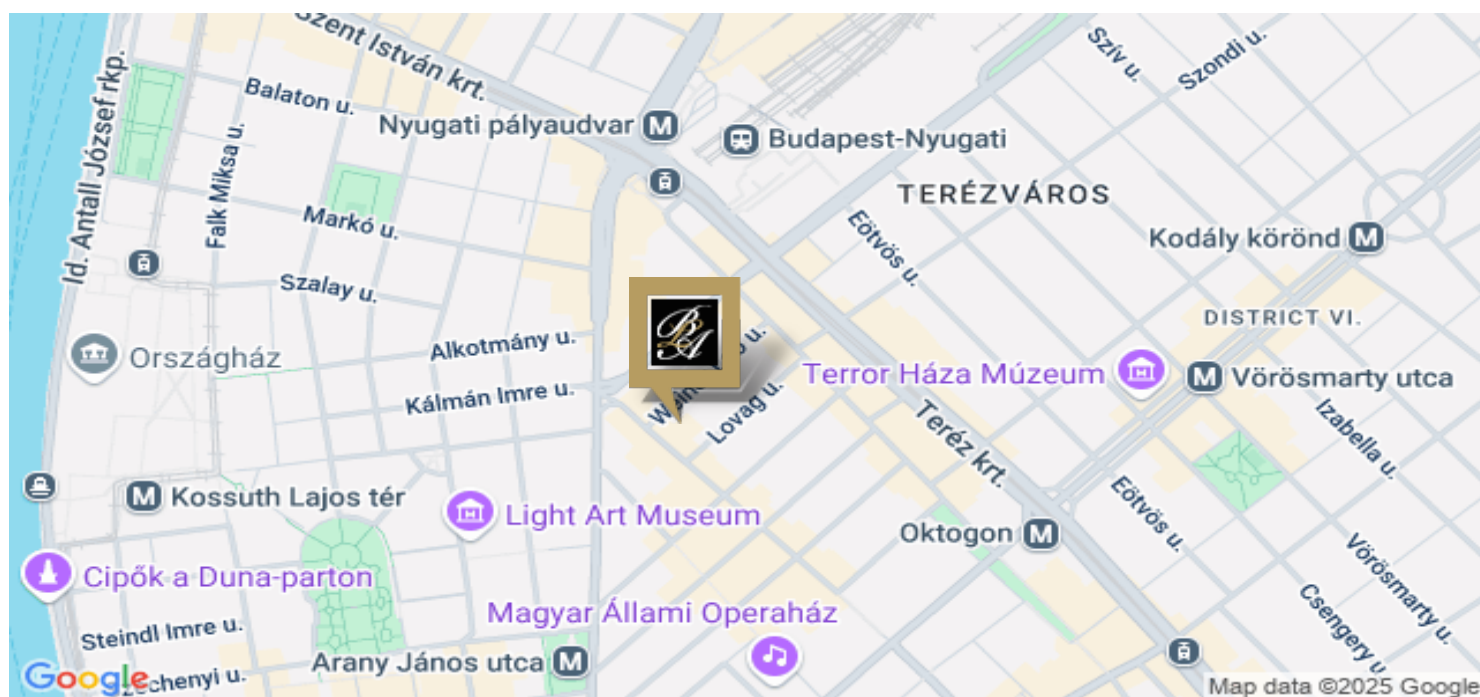 Szent István krt.
Szív u.
Szondi u.
Id. Antall József rkp.
Balaton u.
Nyugati pályaudvar M
Budapest-Nyugati
Falk Miksa u.
TERÉZVÁROS
Markó u.
Eötvös u.
Kodály körönd M
Szalay u.
DISTRICT VI.
Országház
Alkotmány u.
B
A
u.
Terror Háza Múzeum
M Vörösmarty utca
Kálmán Imre u.
Lovag u.
Teréz krt.
Izabella u.
M Kossuth Lajos tér
Light Art Museum
Oktogon M
Eötvös u.
Vörösmarty u.
Cipők a Duna-parton
Magyar Állami Operaház
Csengery u.
Steindl Imre u.
Arany János utca M
Google
Map data ©2025 Google